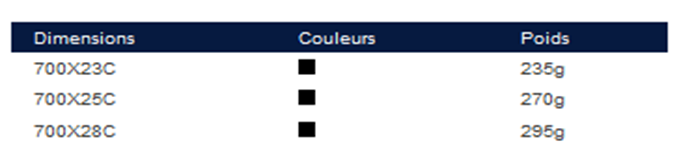 Dimensions Couleurs Poids
700X23C 235g
700X25C 270g
700X28C 295g